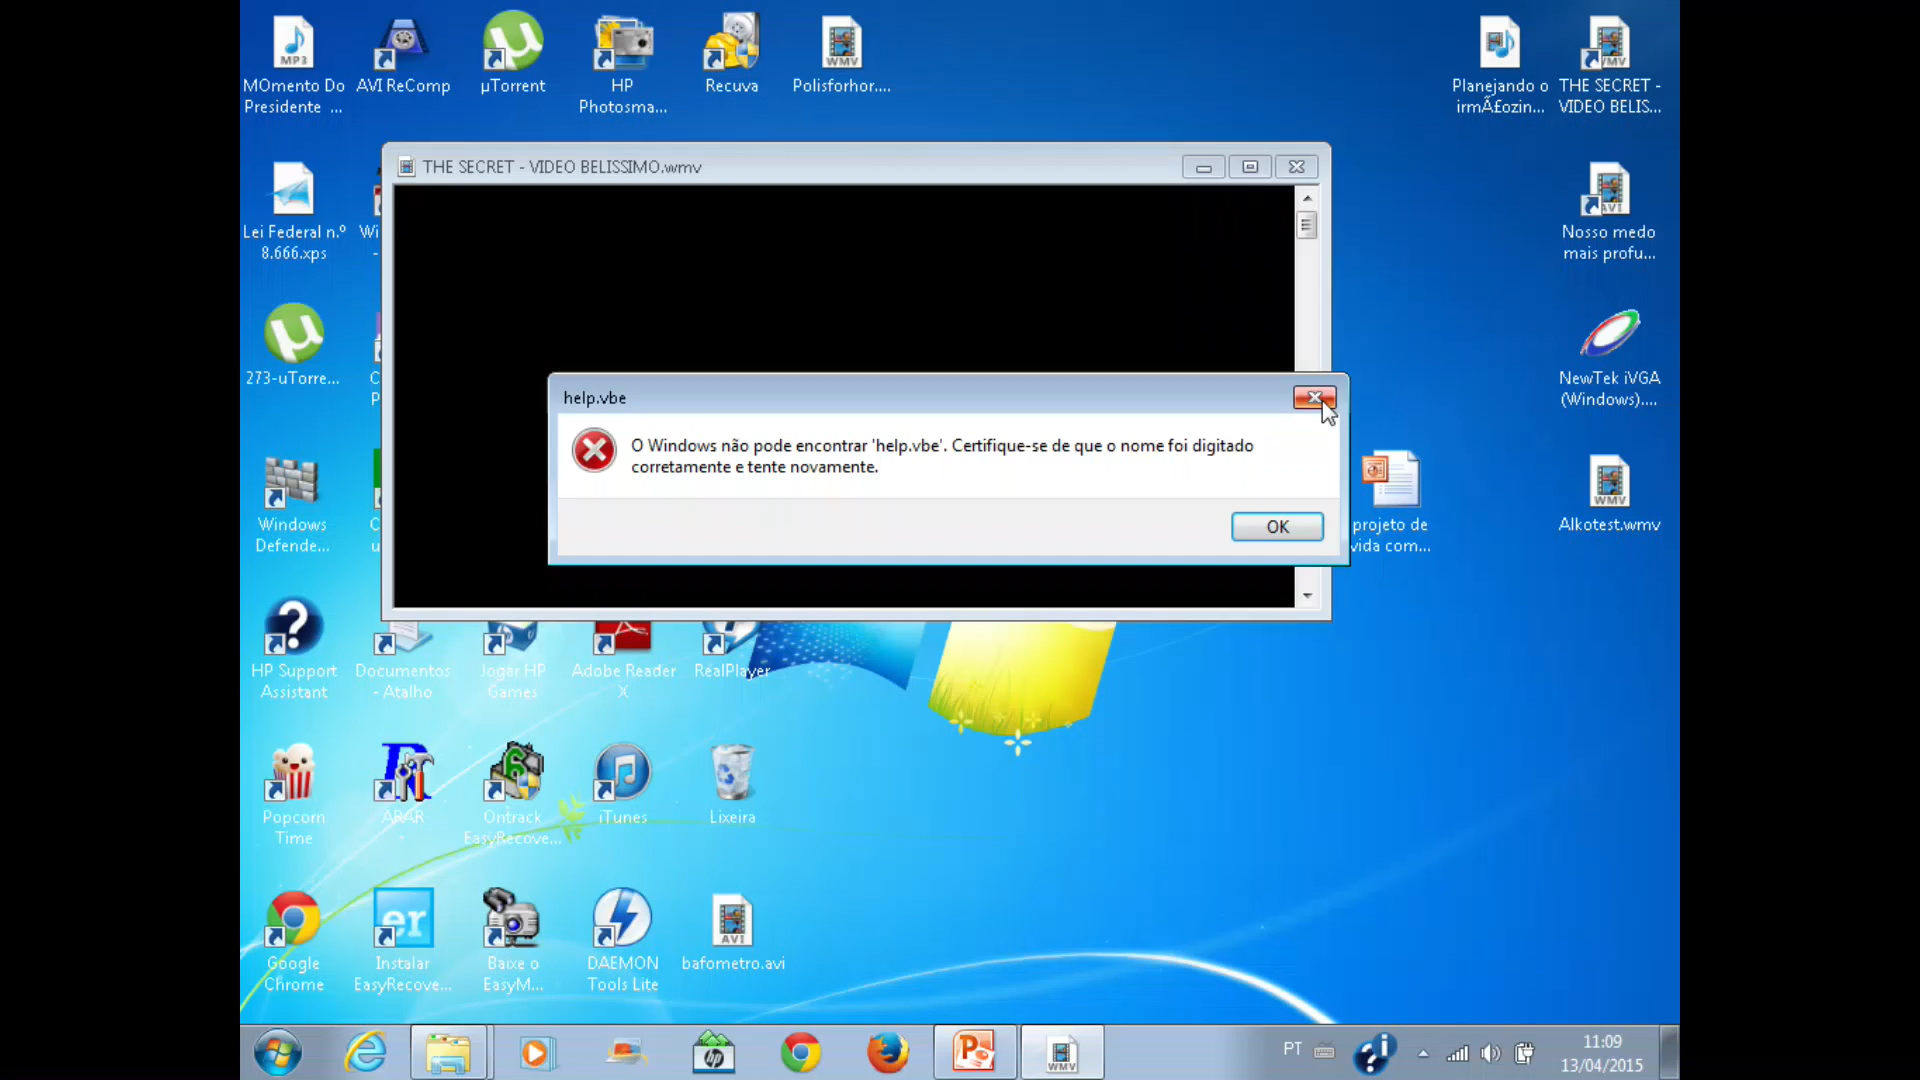 MOmento Do
Presidente ...
AVI ReComp
µTorrent
HP
Photosma...
Recuva
Polisforhor....
Planejando o
irmÃ£ozin...
THE SECRET -
VIDEO BELIS...
THE SECRET - VIDEO BELISSIMO.wmv
Lei Federal n.º
8.666.xps
Wi
-
Nosso medo
mais profu...
273-uTorre...
C
P
NewTek iVGA
(Windows)....
help.vbe
O Windows não pode encontrar 'help.vbe'. Certifique-se de que o nome foi digitado
corretamente e tente novamente.
OK
Windows
Defende...
C
u
projeto de
vida com...
Alkotest.wmv
HP Support
Assistant
Documentos
- Atalho
Jogar HP
Games
Adobe Reader
X
RealPlayer
Popcorn
Time
ARAR
Ontrack
EasyRecove...
iTunes
Lixeira
Google
Chrome
Instalar
EasyRecove...
Baixe o
EasyM...
DAEMON
Tools Lite
bafometro.avi
PT
11:09
13/04/2015